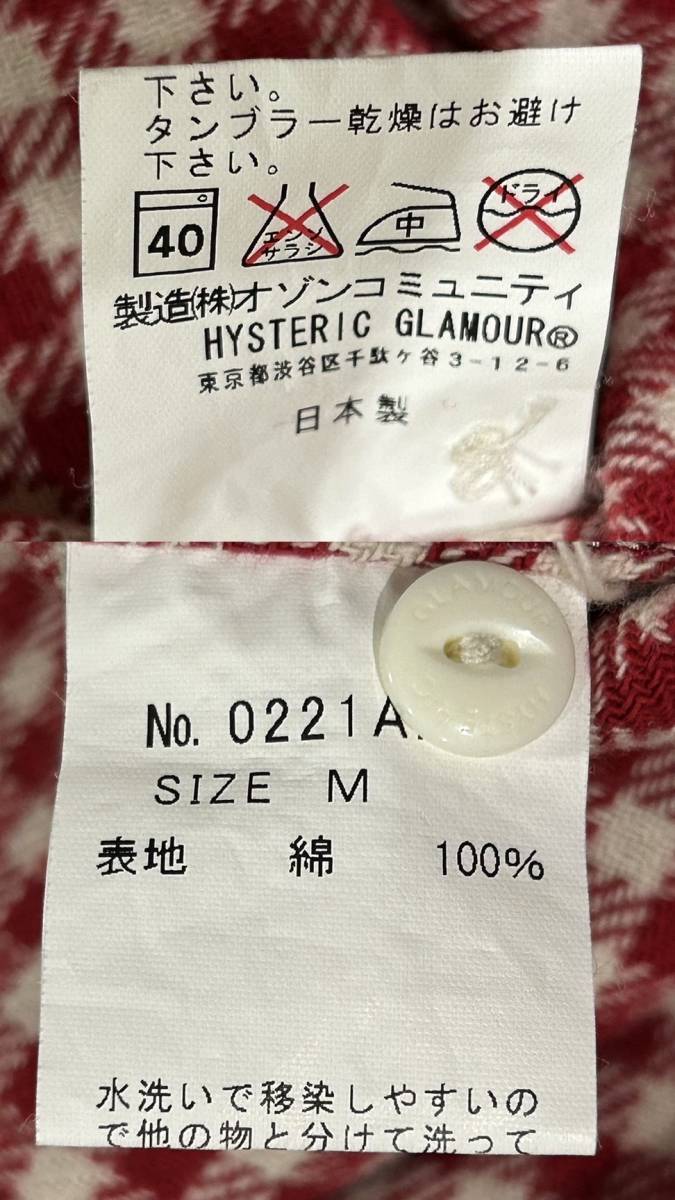 下さい。
タンブラー乾燥はお避け
下さい。
40
エンソ
サラシ
中
ドライ
製造㈱オゾンコミュニティ
HYSTERIC GLAMOUR®
東京都渋谷区千駄ヶ谷3-12-6
日本製
GLAMOUR
No. 0221A
SIZE M
表地 綿 100%
水洗いで移染しやすいの
で他の物と分けて洗って